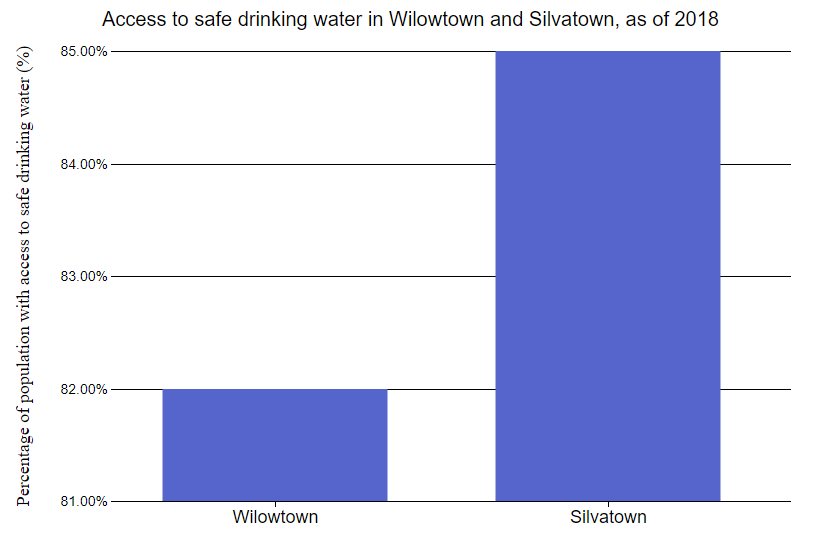 Access to safe drinking water in Wilowtown and Silvatown, as of 2018
Percentage of population with access to safe drinking water (%)
85.00%
84.00%
83.00%
82.00%
81.00%
Wilowtown
Silvatown